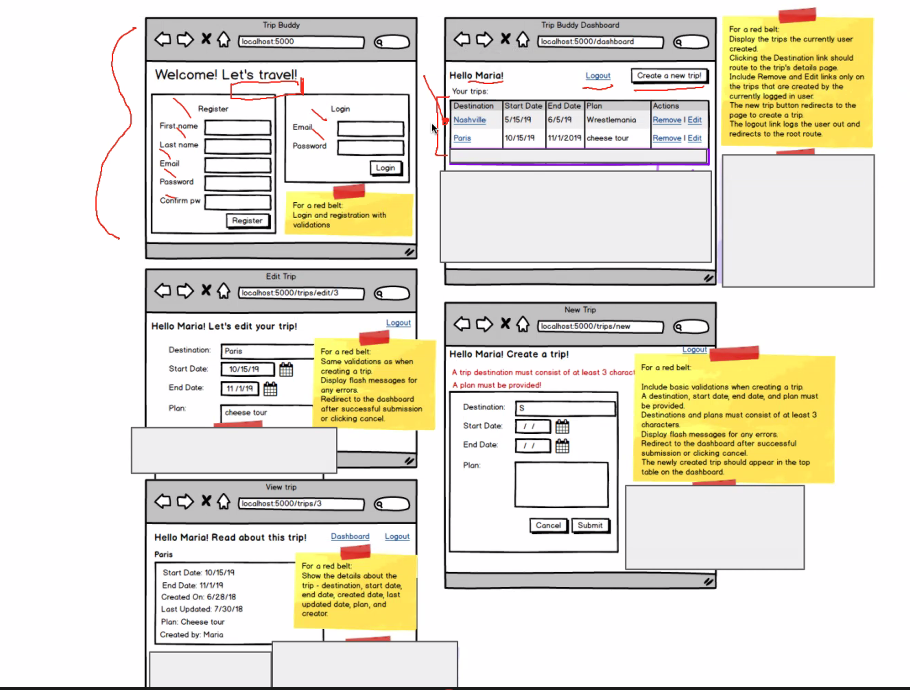 Trip Buddy
localhost:5000
Welcome! Let's travel!
Register
First name
Last name
Email
Password
Confirm pw
Register
Login
Email
Password
Login
For a red belt:
Login and registration with
validations
Trip Buddy Dashboard
localhost:5000/dashboard
Hello Maria!
Logout
Create a new trip!
Your trips:
Destination Start Date End Date Plan Actions
Nashville 5/15/19 6/5/19 Wrestlemania Remove | Edit
Paris 10/15/19 11/1/2019 cheese tour Remove | Edit
For a red belt:
Display the trips the currently user
created.
Clicking the Destination link should
route to the trip's details page.
Include Remove and Edit links only on
the trips that are created by the
currently logged in user.
The new trip button redirects to the
page to create a trip.
The logout link logs the user out and
redirects to the root route.
Edit Trip
localhost:5000/trips/edit/3
Logout
Hello Maria! Let's edit your trip!
Destination: Paris
Start Date: 10/15/19
End Date: 11/1/19
Plan: cheese tour
For a red belt:
Same validations as when
creating a trip.
Display flash messages for
any errors.
Redirect to the dashboard
after successful submission
or clicking cancel.
New Trip
localhost:5000/trips/new
Logout
Hello Maria! Create a trip!
A trip destination must consist of at least 3
A plan must be provided!
Destination: S
Start Date: / /
End Date: / /
Plan:
Cancel Submit
For a red belt:
Include basic validations when creating a trip.
A destination, start date, end date, and plan must
be provided.
Destinations and plans must consist of at least 3
characters.
Display flash messages for any errors.
Redirect to the dashboard after successful
submission or clicking cancel.
The newly created trip should appear in the top
table on the dashboard.
View trip
localhost:5000/trips/3
Hello Maria! Read about this trip!
Dashboard Logout
Paris
Start Date: 10/15/19
End Date: 11/1/19
Created On: 6/28/18
Last Updated: 7/30/18
Plan: Cheese tour
Created by: Maria
For a red belt:
Show the details about the
trip - destination, start date,
end date, created date, last
updated date, plan, and
creator.